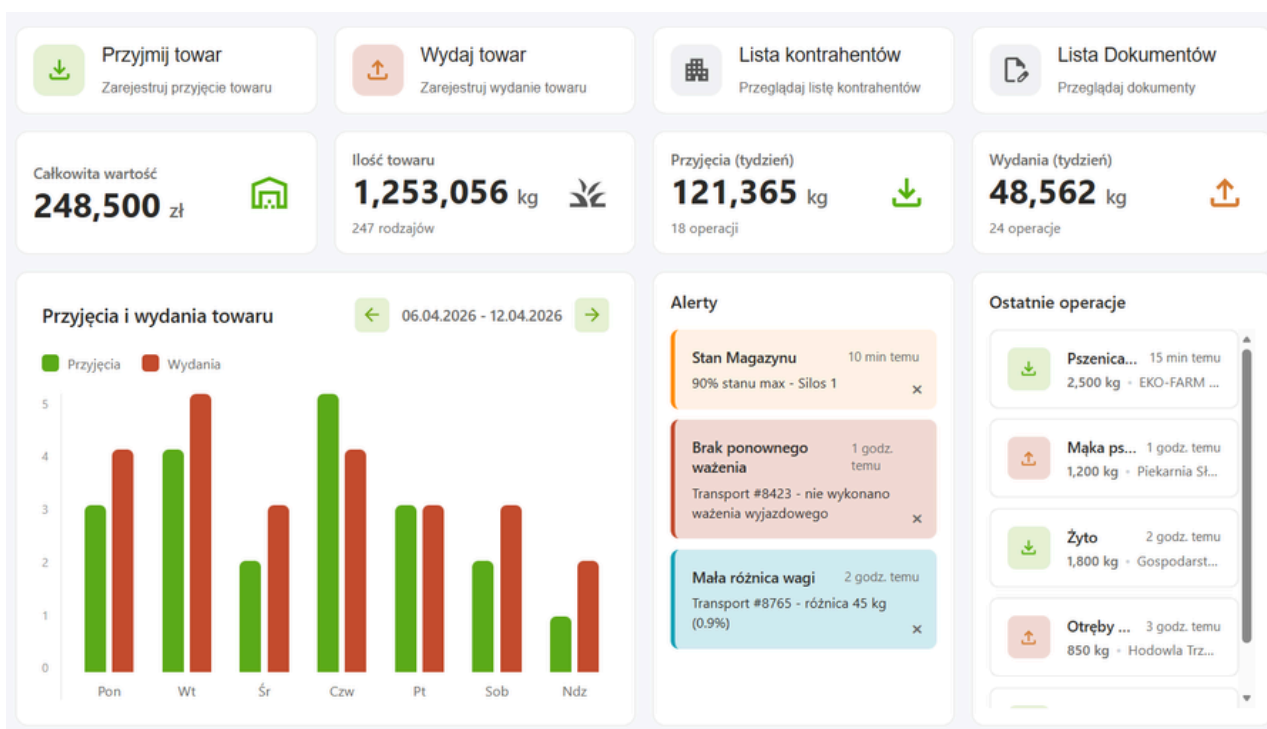 Przyjmij towar
Zarejestruj przyjęcie towaru
Wydaj towar
Zarejestruj wydanie towaru
Lista kontrahentów
Przeglądaj listę kontrahentów
Lista Dokumentów
Przeglądaj dokumenty
Całkowita wartość
248,500 zł
Ilość towaru
1,253,056 kg
247 rodzajów
Przyjęcia (tydzień)
121,365 kg
18 operacji
Wydania (tydzień)
48,562 kg
24 operacje
Przyjęcia i wydania towaru
06.04.2026 - 12.04.2026
Przyjęcia Wydania
5
4
3
2
1
0
Pon Wt Śr Czw Pt Sob Ndz
Alerty
Stan Magazynu 10 min temu
90% stanu max - Silos 1
Brak ponownego 1 godz.
ważenia temu
Transport #8423 - nie wykonano
ważenia wyjazdowego
Mała różnica wagi 2 godz. temu
Transport #8765 - różnica 45 kg
(0.9%)
Ostatnie operacje
Pszenica... 15 min temu
2,500 kg • EKO-FARM ...
Mąka ps... 1 godz. temu
1,200 kg • Piekarnia Sł...
Żyto 2 godz. temu
1,800 kg • Gospodarst...
Otręby ... 3 godz. temu
850 kg • Hodowla Trz...